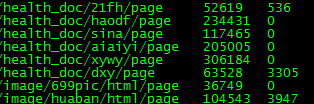 /health_doc/21fh/page 52619 536
/health_doc/haodf/page 234431 0
/health_doc/sina/page 117465 0
/health_doc/aiaiyi/page 205005 0
/health_doc/xywy/page 306184 0
/health_doc/dxy/page 63528 3305
/image/699pic/html/page 36749 0
/image/huaban/html/page 104543 3947